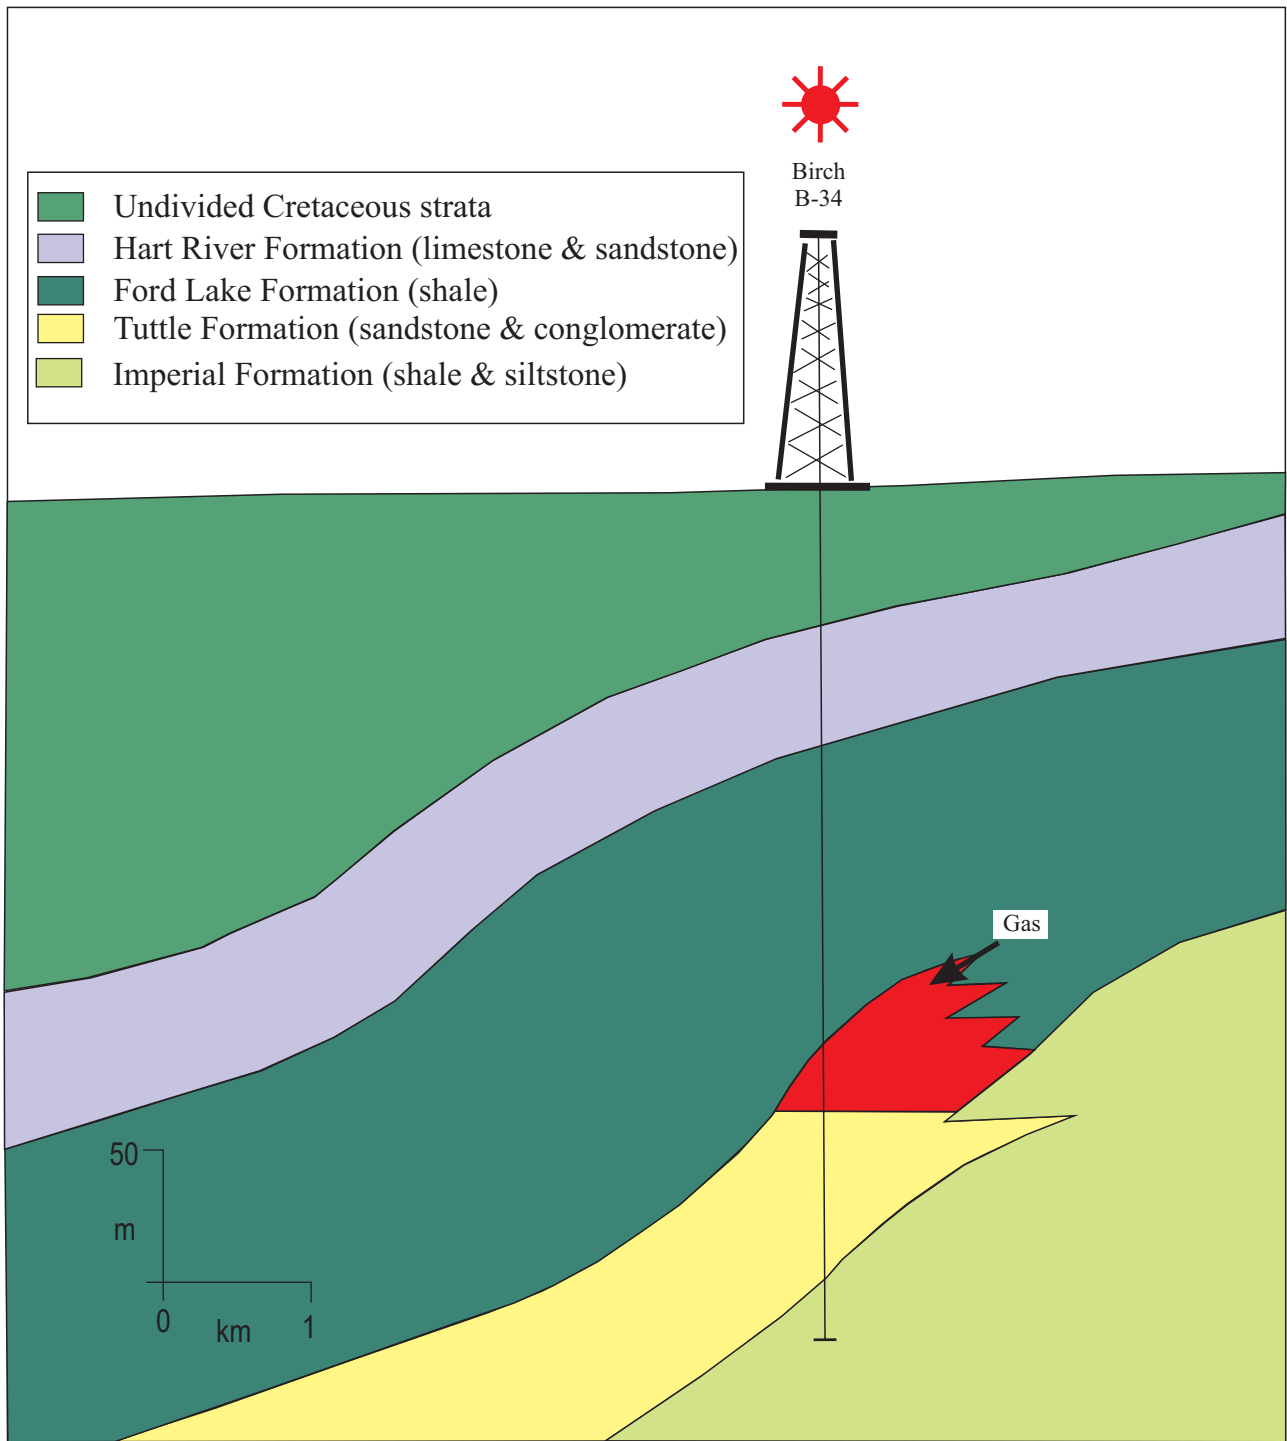 Birch
B-34
Undivided Cretaceous strata
Hart River Formation (limestone & sandstone)
Ford Lake Formation (shale)
Tuttle Formation (sandstone & conglomerate)
Imperial Formation (shale & siltstone)
Gas
50
m
0
km
1